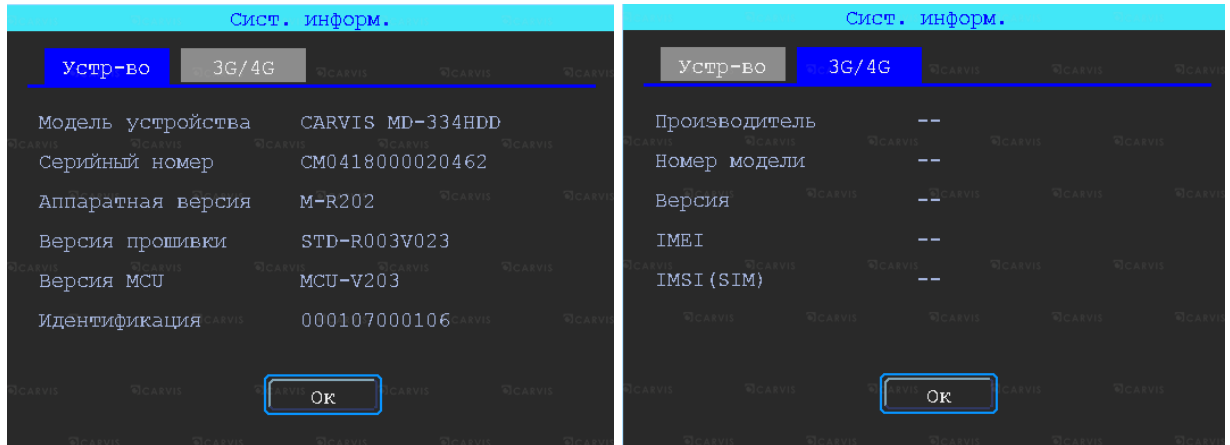 Сист. информ.
Устр-во 3G/4G
Модель устройства CARVIS MD-334HDD
Серийный номер CM0418000020462
Аппаратная версия M-R202
Версия прошивки STD-R003V023
Версия MCU MCU-V203
Идентификация 000107000106
Ок
Сист. информ.
Устр-во 3G/4G
Производитель --
Номер модели --
Версия --
IMEI --
IMSI(SIM) --
Ок